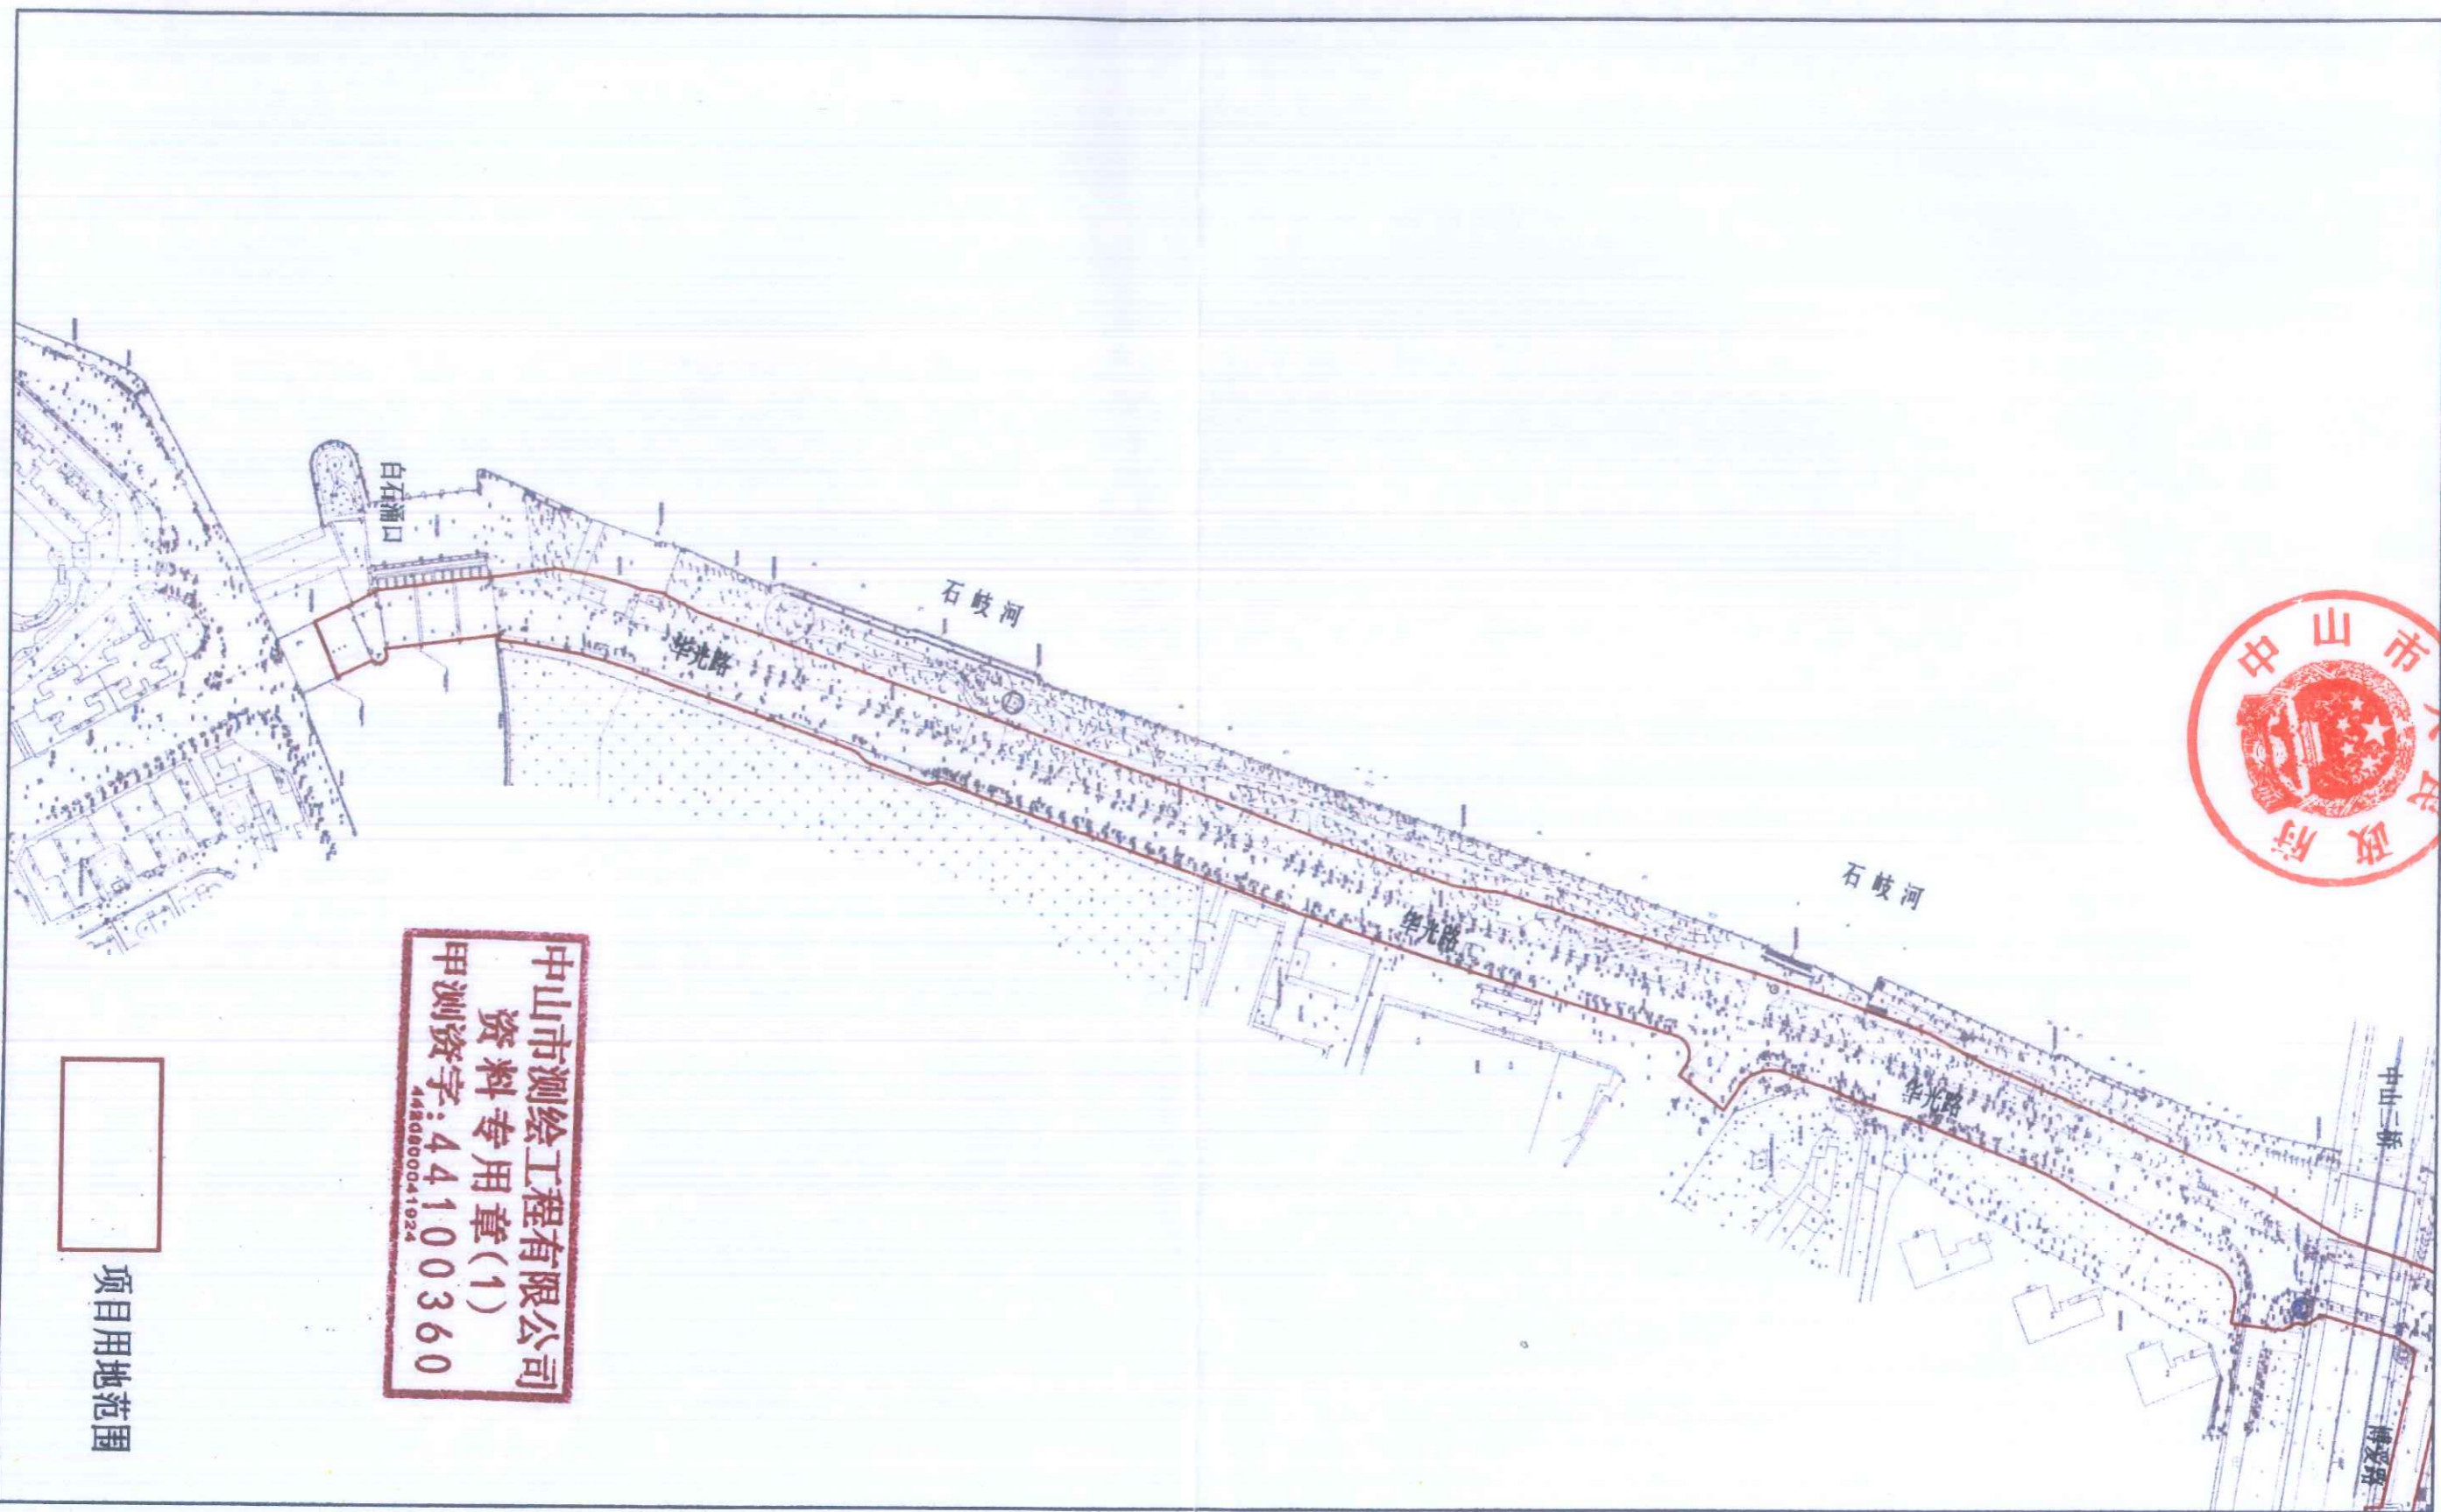 白石涌口
石岐河
华光路
石岐河
华光路
华光路
中山二桥
博爱路
中山市人民政府
中山市测绘工程有限公司
资料专用章(1)
甲测资字:44100360
项目用地范围